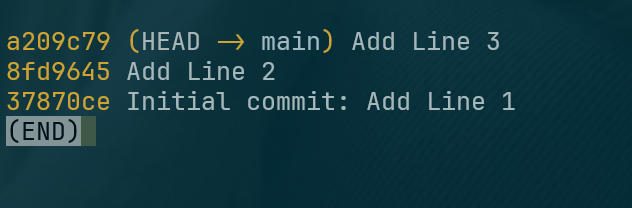 a209c79 (HEAD -> main) Add Line 3
8fd9645 Add Line 2
37870ce Initial commit: Add Line 1
(END)